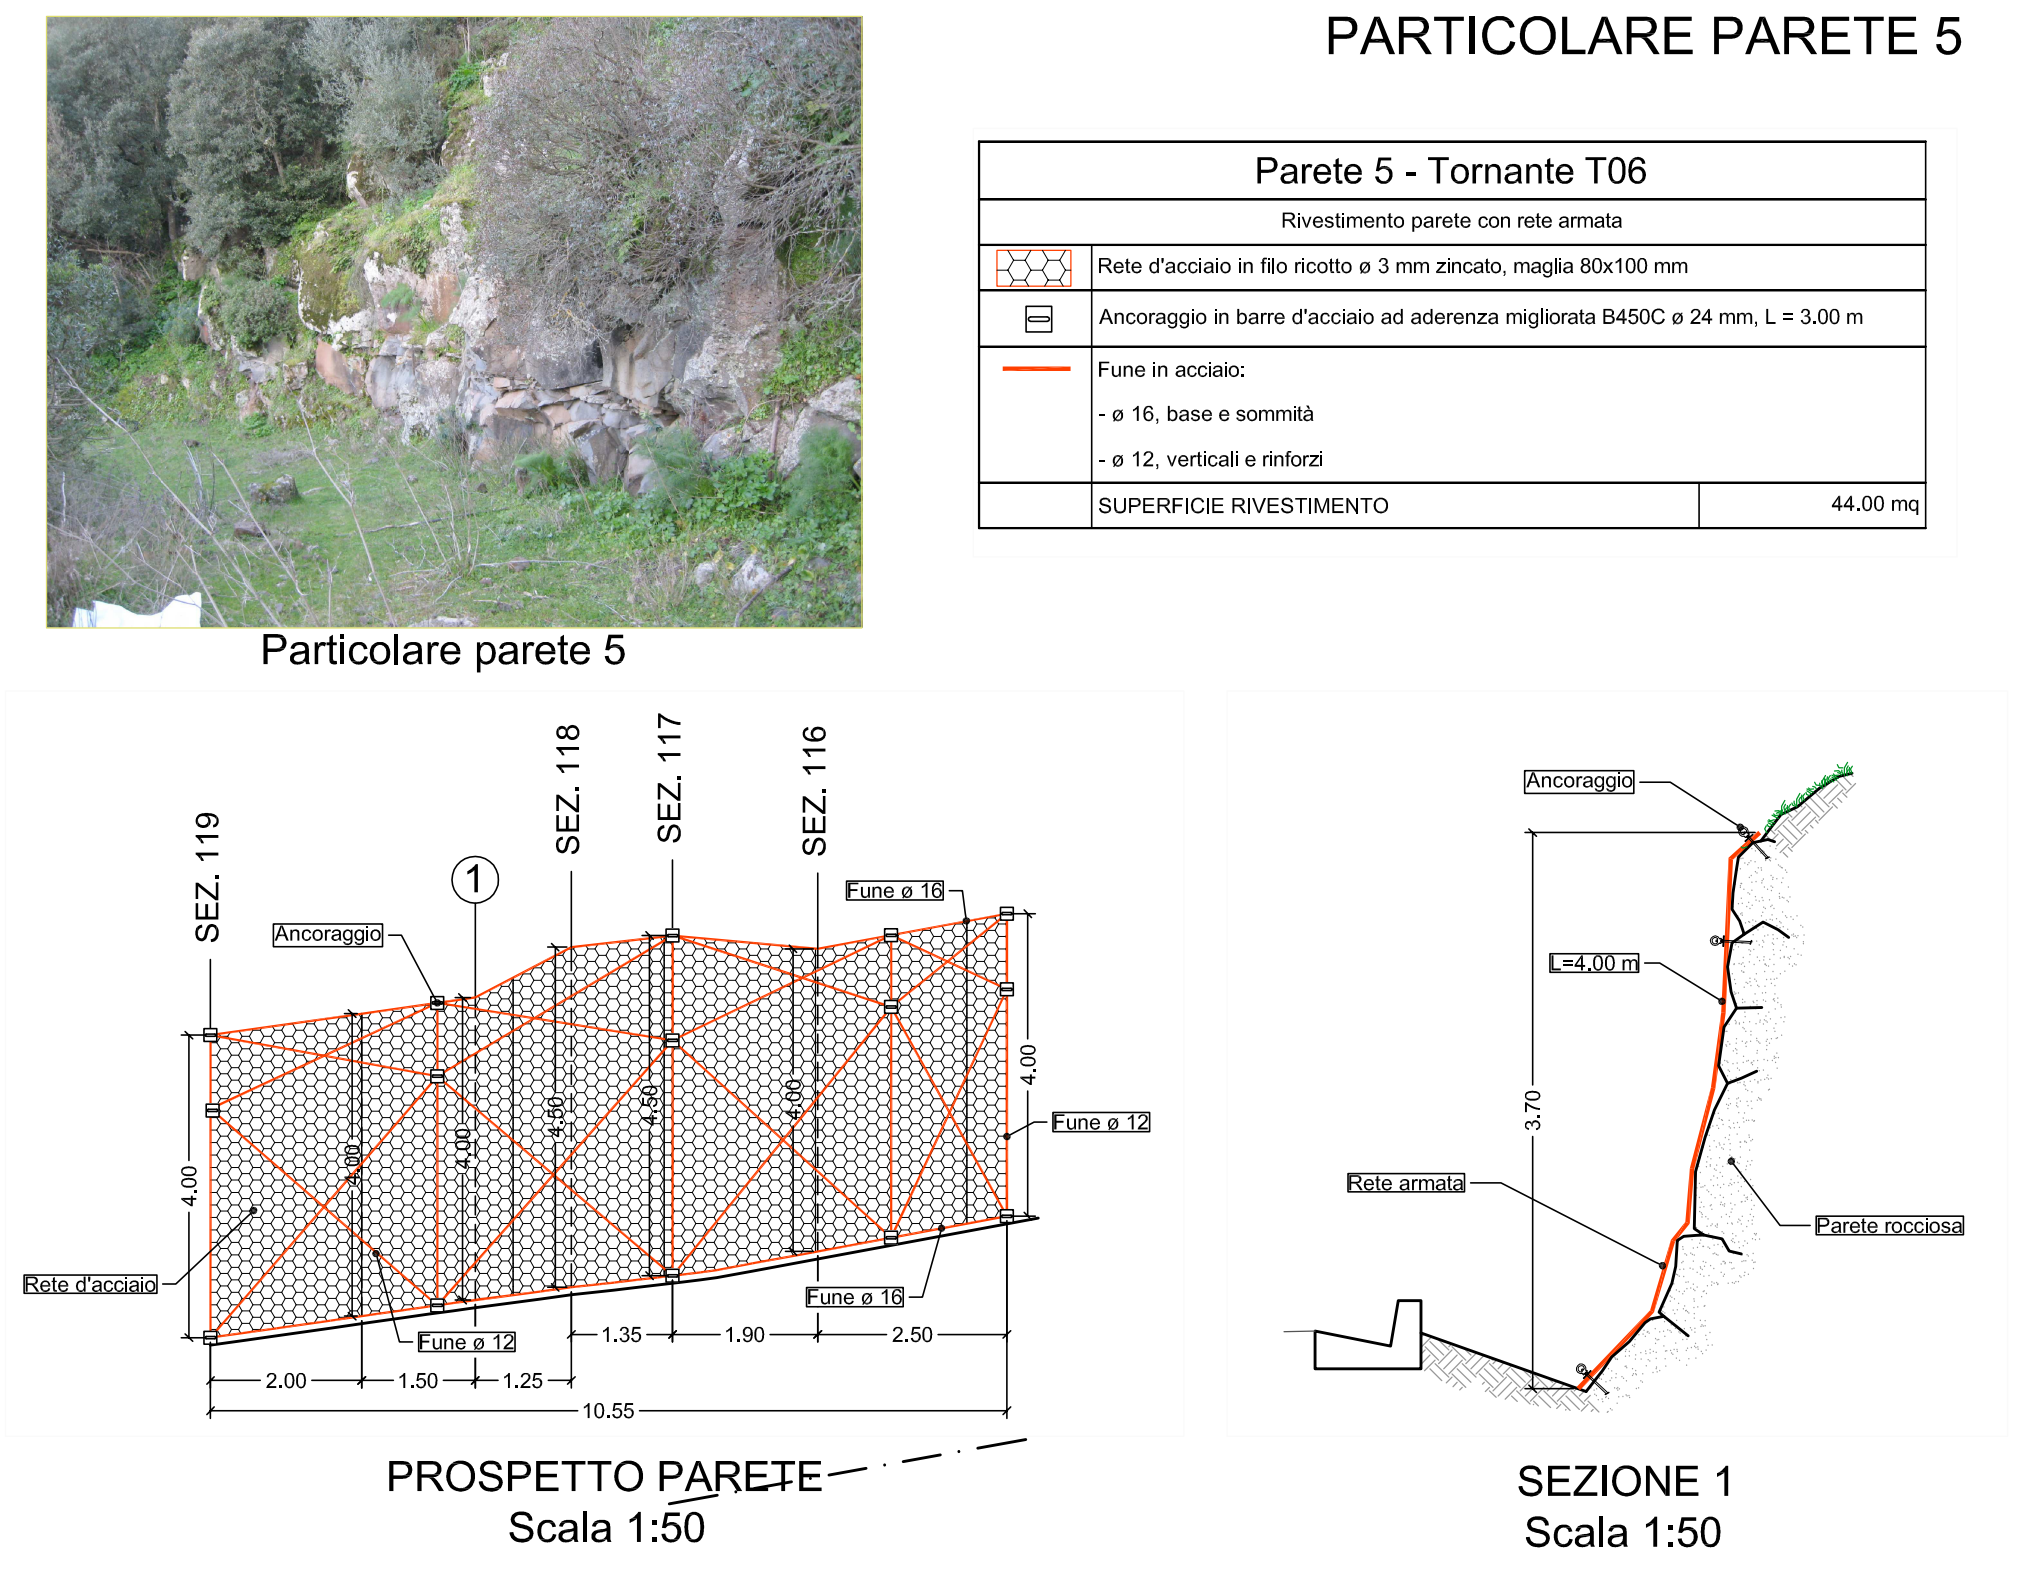 PARTICOLARE PARETE 5
Parete 5 - Tornante T06
Rivestimento parete con rete armata
Rete d'acciaio in filo ricotto ø 3 mm zincato, maglia 80x100 mm
Ancoraggio in barre d'acciaio ad aderenza migliorata B450C ø 24 mm, L = 3.00 m
Fune in acciaio:
- ø 16, base e sommità
- ø 12, verticali e rinforzi
SUPERFICIE RIVESTIMENTO 44.00 mq
Particolare parete 5
SEZ. 119
SEZ. 118
SEZ. 117
SEZ. 116
1
Ancoraggio
Fune ø 16
4.00
4.00
4.00
4.50
4.50
4.00
4.00
Fune ø 12
Rete d'acciaio
Fune ø 12
Fune ø 16
1.35
1.90
2.50
2.00
1.50
1.25
10.55
PROSPETTO PARETE
Scala 1:50
Ancoraggio
L=4.00 m
3.70
Rete armata
Parete rocciosa
SEZIONE 1
Scala 1:50